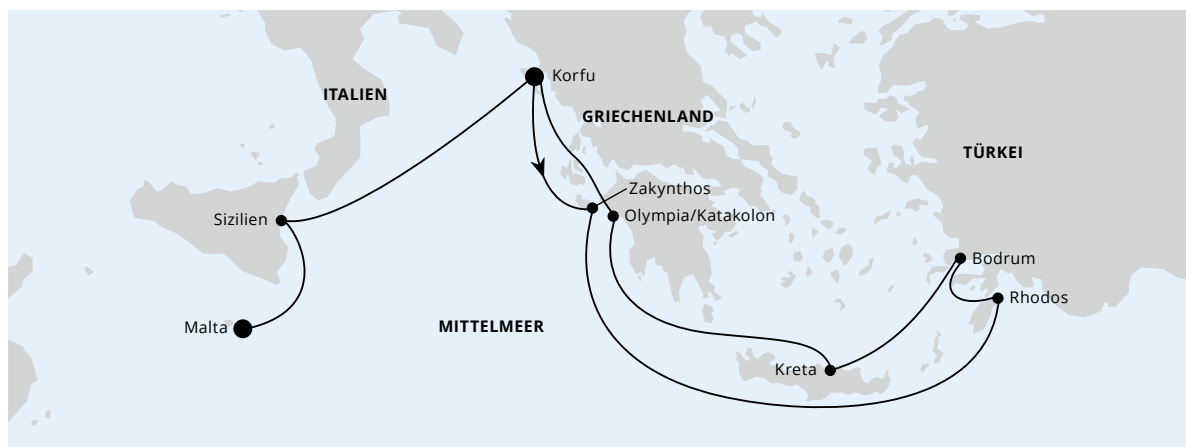 Korfu
ITALIEN
GRIECHENLAND
TÜRKEI
Zakynthos
Sizilien
Olympia/Katakolon
Bodrum
Rhodos
Malta
MITTELMEER
Kreta